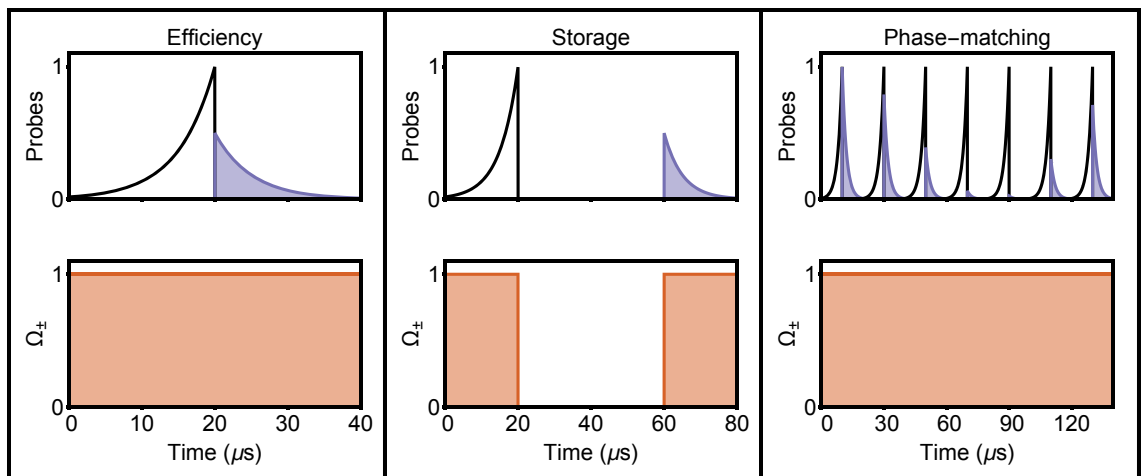 Efficiency
1
Probes
0
1
Ω±
0
0 10 20 30 40
Time (μs)
Storage
1
Probes
0
1
Ω±
0
0 20 40 60 80
Time (μs)
Phase−matching
1
Probes
0
1
Ω±
0
0 30 60 90 120
Time (μs)